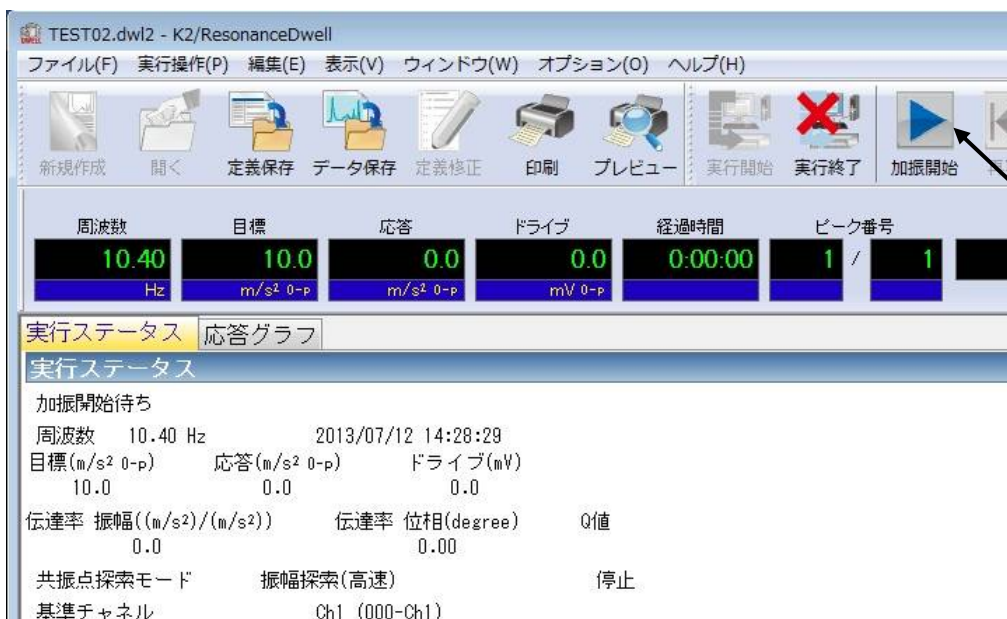 TEST02.dwl2 - K2/ResonanceDwell
ファイル(F) 実行操作(P) 編集(E) 表示(V) ウィンドウ(W) オプション(O) ヘルプ(H)
新規作成 開く 定義保存 データ保存 定義修正 印刷 プレビュー 実行開始 実行終了 加振開始
周波数 目標 応答 ドライブ 経過時間 ピーク番号
10.40 10.0 0.0 0.0 0:00:00 1 / 1
Hz m/s² 0-p m/s² 0-p mV 0-p
実行ステータス 応答グラフ
実行ステータス
加振開始待ち
周波数 10.40 Hz 2013/07/12 14:28:29
目標(m/s² 0-p) 応答(m/s² 0-p) ドライブ(mV)
10.0 0.0 0.0
伝達率 振幅((m/s²)/(m/s²)) 伝達率 位相(degree) Q値
0.0 0.00
共振点探索モード 振幅探索(高速) 停止
基準チャネル Ch1 (000-Ch1)